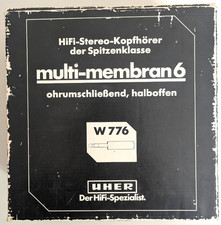 HiFi-Stereo-Kopfhörer
der Spitzenklasse
multi-membran 6
ohrumschließend, halboffen
W 776
UHER
Der HiFi-Spezialist.